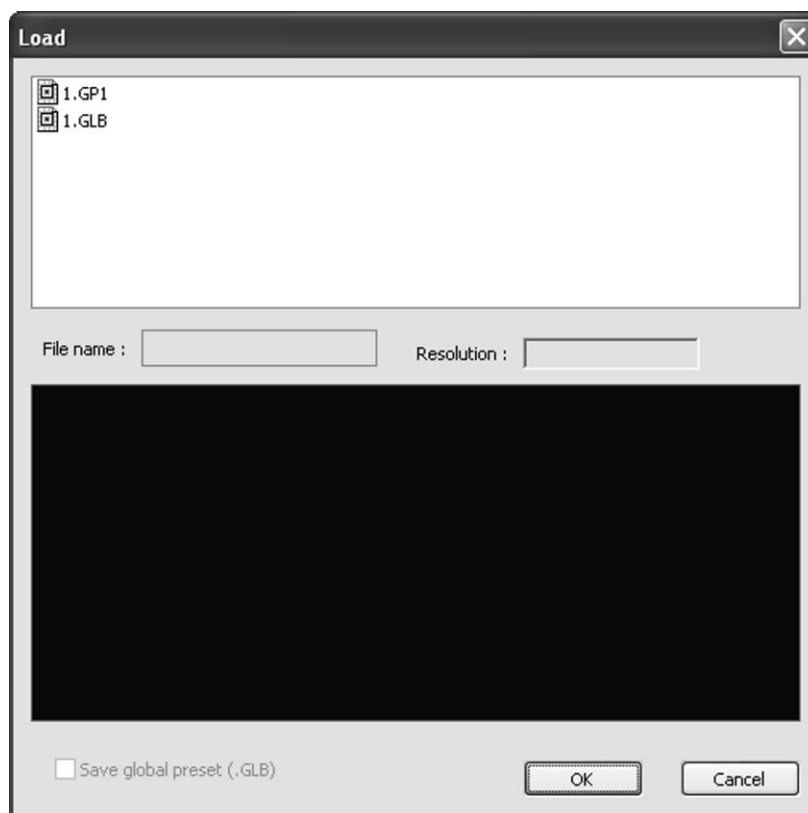 Load
1.GP1
1.GLB
File name :
Resolution :
Save global preset (.GLB)
OK
Cancel